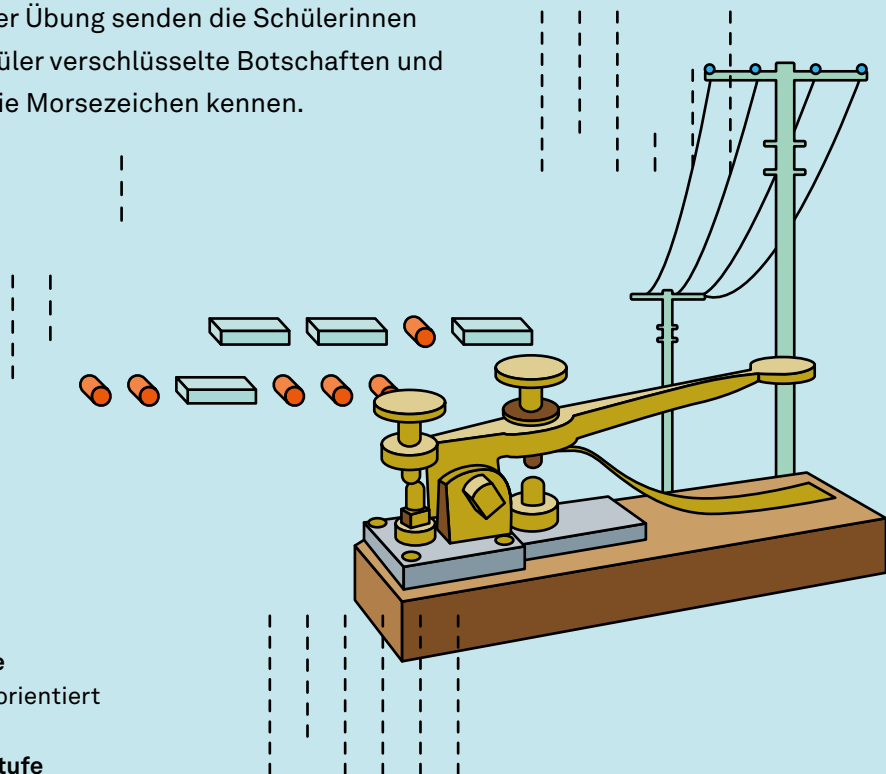 er Übung senden die Schülerinnen
üler verschlüsselte Botschaften und
ie Morsezeichen kennen.
e
orientiert
tufe